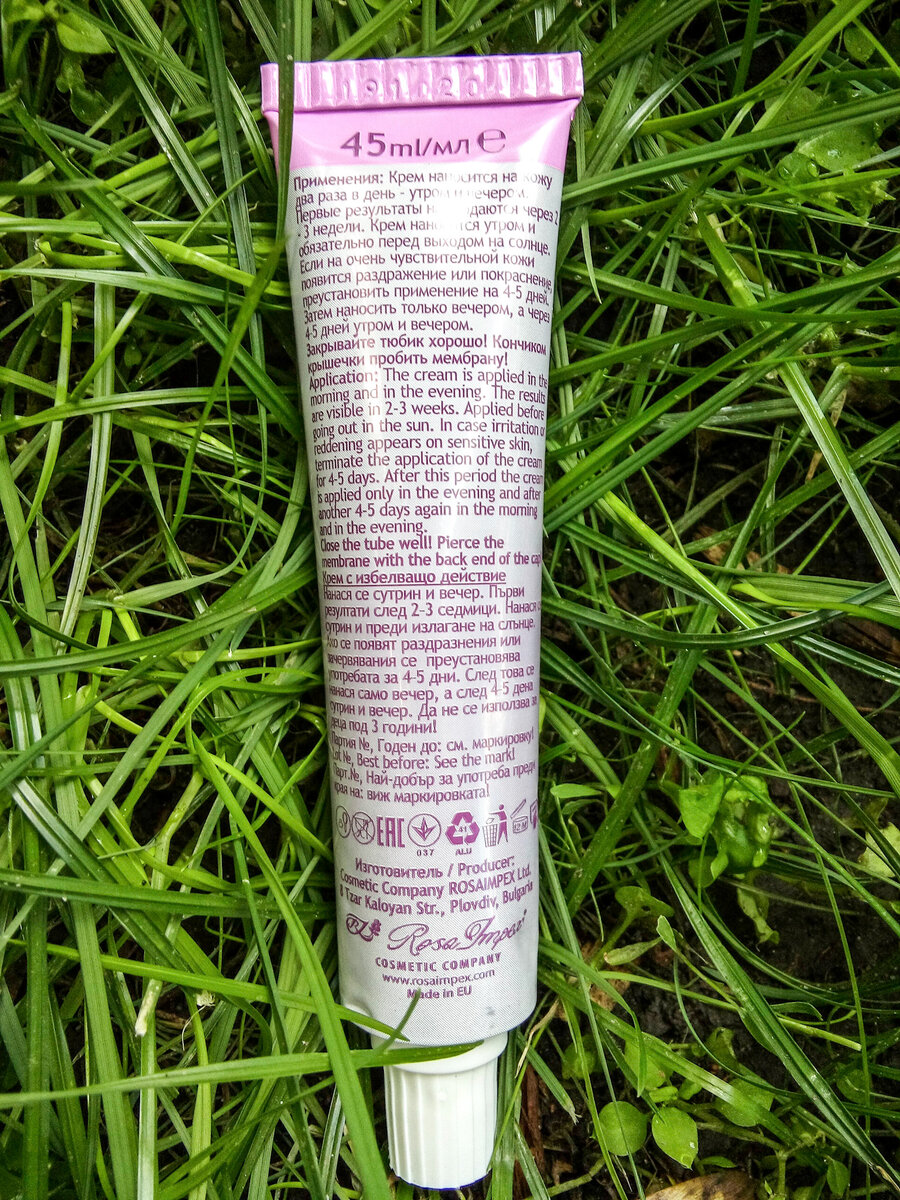 45ml/мл e
Применения: Крем наносится на кожу
два раза в день - утром и вечером.
Первые результаты наблюдаются через 2
- 3 недели. Крем наносится утром и
обязательно перед выходом на солнце.
Если на очень чувствительной кожи
появится раздражение или покраснение,
преустановить применение на 4-5 дней.
Затем наносить только вечером, а через
4-5 дней утром и вечером.
Закрывайте тюбик хорошо! Кончиком
крышечки пробить мембрану!
Application: The cream is applied in the
morning and in the evening. The results
are visible in 2-3 weeks. Applied before
going out in the sun. In case irritation or
reddening appears on sensitive skin,
terminate the application of the cream
for 4-5 days. After this period the cream
is applied only in the evening and after
another 4-5 days again in the morning
and in the evening.
Close the tube well! Pierce the
membrane with the back end of the cap!
Крем с избелващо действие
Нанася се сутрин и вечер. Първи
резултати след 2-3 седмици. Нанася се
сутрин и преди излагане на слънце.
Ако се появят раздразнения или
зачервявания се преустановява
употребата за 4-5 дни. След това се
нанася само вечер, а след 4-5 дена
сутрин и вечер. Да не се използва за
деца под 3 години!
Партия №, Годен до: см. маркировку!
Lot.№, Best before: See the mark!
Парт.№, Най-добър за употреба преди
края на: виж маркировката!
EAC 037 41 ALU 12 M
Изготовитель / Producer:
Cosmetic Company ROSAIMPEX Ltd.
8 Tzar Kaloyan Str., Plovdiv, Bulgaria
Rosa Impex
COSMETIC COMPANY
www.rosaimpex.com
Made in EU